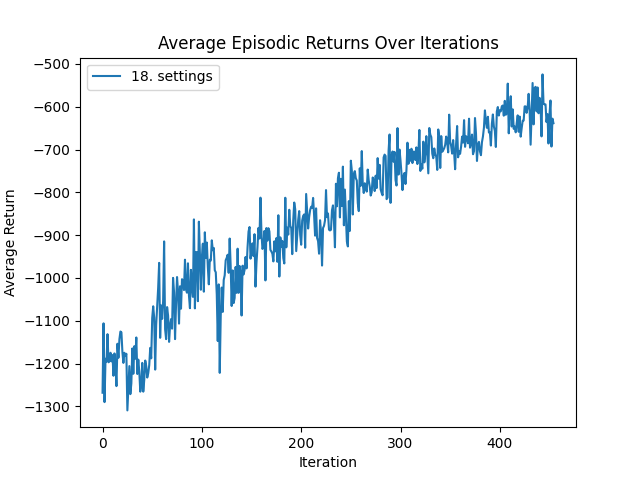 Average Episodic Returns Over Iterations
18. settings
−500
−600
−700
−800
−900
−1000
−1100
−1200
−1300
Average Return
0 100 200 300 400
Iteration